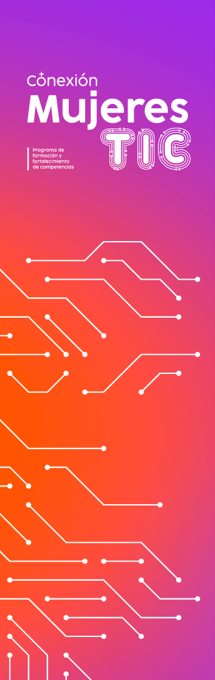 Conexión
Mujeres
TIC
Programa de
formación y
fortalecimiento
de competencias